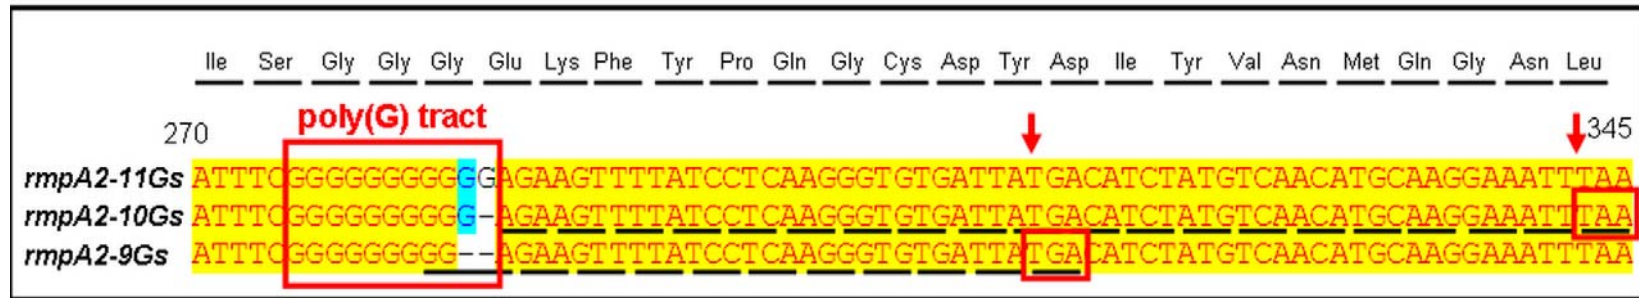 Ile Ser Gly Gly Gly Glu Lys Phe Tyr Pro Gln Gly Cys Asp Tyr Asp Ile Tyr Val Asn Met Gln Gly Asn Leu
poly(G) tract
270 345
rmpA2-11Gs ATTTCGGGGGGGGGGGAGAAGTTTTATCCTCAAGGGTGTGATTATGACATCTATGTCAACATGCAAGGAAATTTAA
rmpA2-10Gs ATTTCGGGGGGGGGG-AGAAGTTTTATCCTCAAGGGTGTGATTATGACATCTATGTCAACATGCAAGGAAATTTAA
rmpA2-9Gs ATTTCGGGGGGGGG--AGAAGTTTTATCCTCAAGGGTGTGATTATGACATCTATGTCAACATGCAAGGAAATTTAA